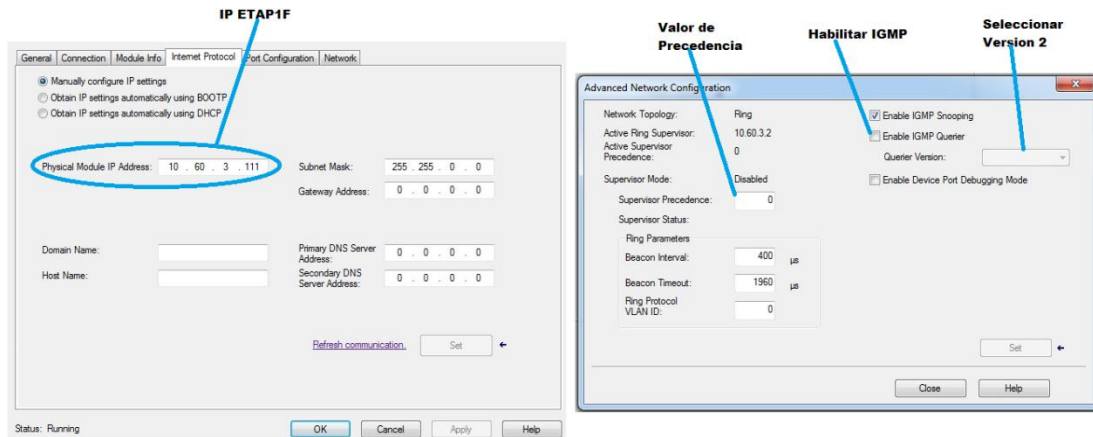 IP ETAP1F
General Connection Module Info Internet Protocol Port Configuration Network
Manually configure IP settings
Obtain IP settings automatically using BOOTP
Obtain IP settings automatically using DHCP
Physical Module IP Address: 10 . 60 . 3 . 111
Subnet Mask: 255 . 255 . 0 . 0
Gateway Address: 0 . 0 . 0 . 0
Domain Name:
Primary DNS Server
Address: 0 . 0 . 0 . 0
Host Name:
Secondary DNS
Server Address: 0 . 0 . 0 . 0
Refresh communication. Set
Status: Running
OK Cancel Apply Help
Valor de
Precedencia
Habilitar IGMP
Seleccionar
Version 2
Advanced Network Configuration
Network Topology: Ring
Active Ring Supervisor: 10.60.3.2
Active Supervisor
Precedence: 0
Supervisor Mode: Disabled
Supervisor Precedence: 0
Supervisor Status:
Ring Parameters
Beacon Interval: 400 µs
Beacon Timeout: 1960 µs
Ring Protocol
VLAN ID: 0
Enable IGMP Snooping
Enable IGMP Querier
Querier Version:
Enable Device Port Debugging Mode
Set
Close Help